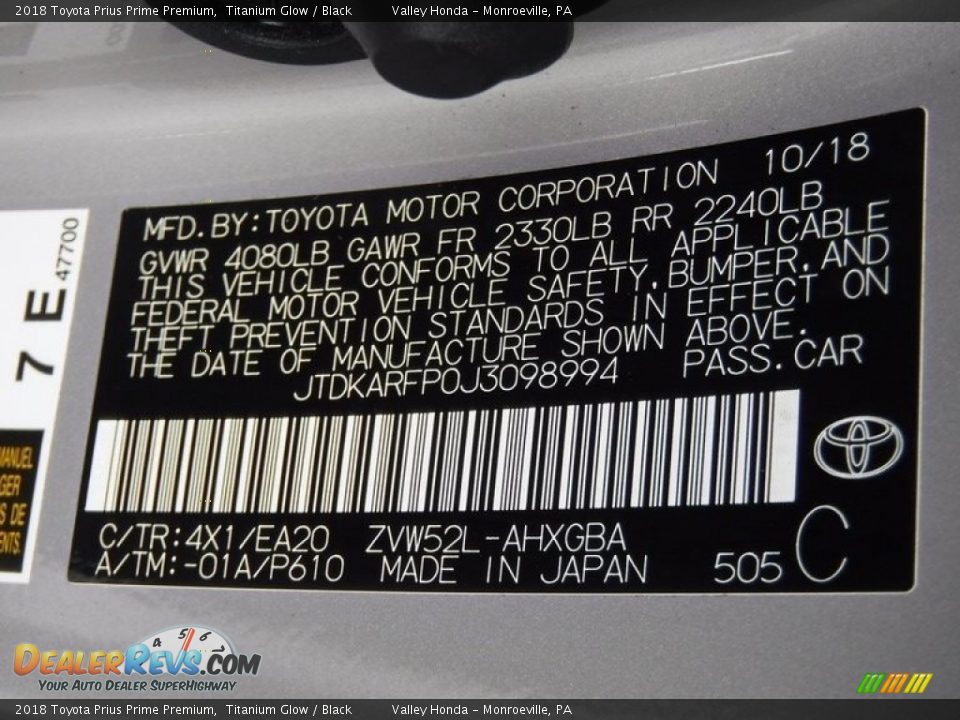 2018 Toyota Prius Prime Premium, Titanium Glow / Black Valley Honda - Monroeville, PA
MFD. BY: TOYOTA MOTOR CORPORATION 10/18
GVWR 4080LB GAWR FR 2330LB RR 2240LB
THIS VEHICLE CONFORMS TO ALL APPLICABLE
FEDERAL MOTOR VEHICLE SAFETY, BUMPER, AND
THEFT PREVENTION STANDARDS IN EFFECT ON
THE DATE OF MANUFACTURE SHOWN ABOVE.
JTDKARFP0J3098994 PASS. CAR
C/TR: 4X1/EA20 ZVW52L-AHXGBA
A/TM: -01A/P610 MADE IN JAPAN 505 C
7 E 47700
MANUEL
GER
S DE
ENTS.
4 5 6
DEALERREVS.COM
YOUR AUTO DEALER SUPERHIGHWAY
2018 Toyota Prius Prime Premium, Titanium Glow / Black Valley Honda - Monroeville, PA